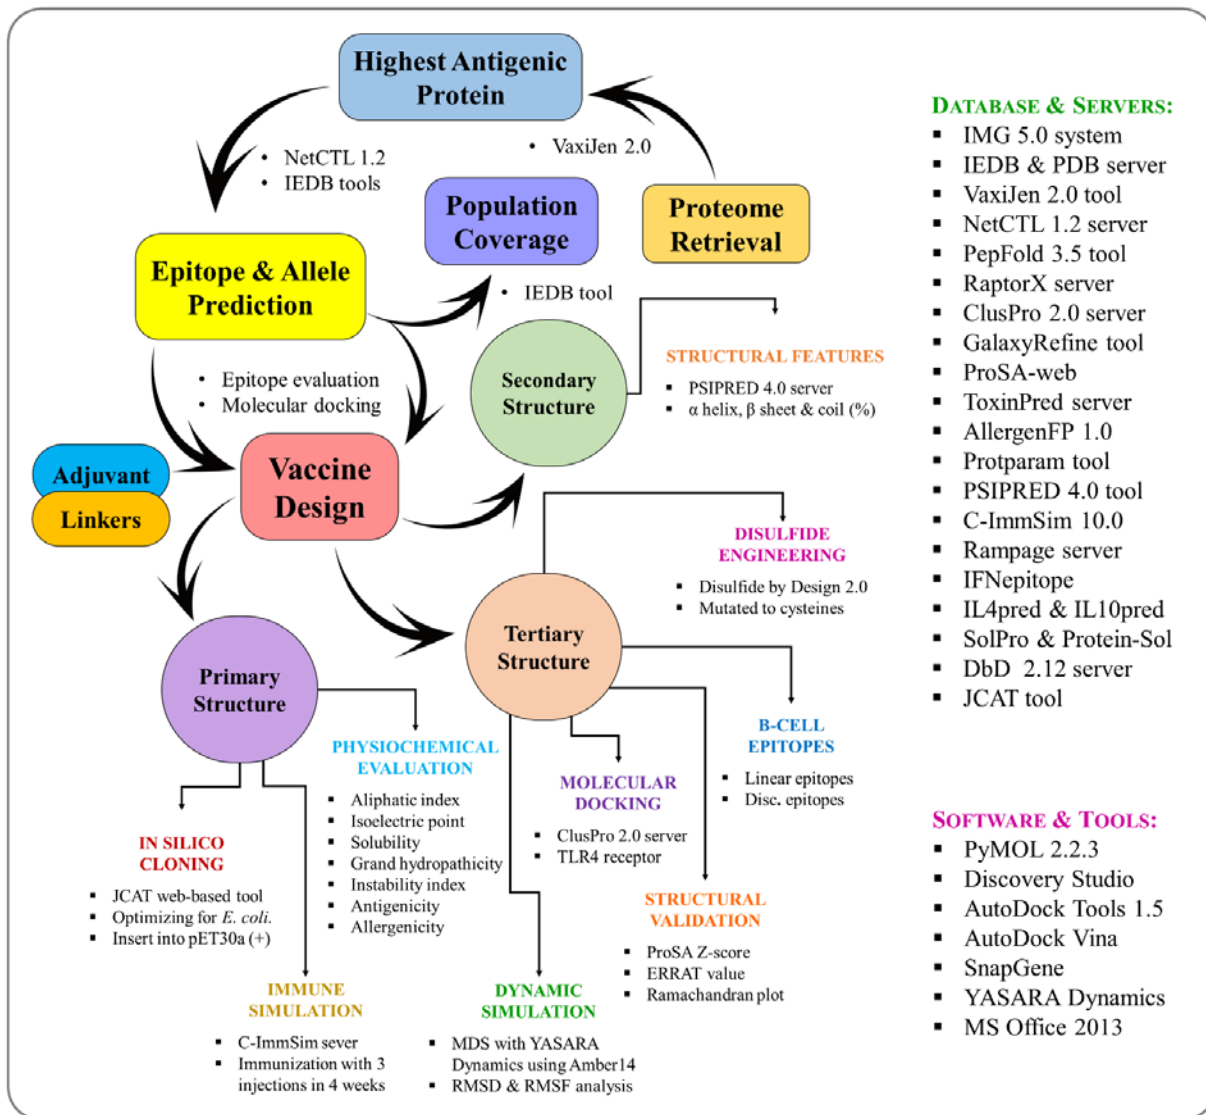 Highest Antigenic
Protein
• NetCTL 1.2
• IEDB tools
• VaxiJen 2.0
Population
Coverage
Proteome
Retrieval
Epitope & Allele
Prediction
• IEDB tool
• Epitope evaluation
• Molecular docking
Secondary
Structure
STRUCTURAL FEATURES
▪ PSIPRED 4.0 server
▪ α helix, β sheet & coil (%)
Adjuvant
Linkers
Vaccine
Design
DISULFIDE
ENGINEERING
▪ Disulfide by Design 2.0
▪ Mutated to cysteines
Primary
Structure
Tertiary
Structure
PHYSIOCHEMICAL
EVALUATION
▪ Aliphatic index
▪ Isoelectric point
▪ Solubility
▪ Grand hydropathicity
▪ Instability index
▪ Antigenicity
▪ Allergenicity
B-CELL
EPITOPES
▪ Linear epitopes
▪ Disc. epitopes
MOLECULAR
DOCKING
▪ ClusPro 2.0 server
▪ TLR4 receptor
IN SILICO
CLONING
▪ JCAT web-based tool
▪ Optimizing for E. coli.
▪ Insert into pET30a (+)
STRUCTURAL
VALIDATION
▪ ProSA Z-score
▪ ERRAT value
▪ Ramachandran plot
IMMUNE
SIMULATION
▪ C-ImmSim sever
▪ Immunization with 3
injections in 4 weeks
DYNAMIC
SIMULATION
▪ MDS with YASARA
Dynamics using Amber14
▪ RMSD & RMSF analysis
DATABASE & SERVERS:
▪ IMG 5.0 system
▪ IEDB & PDB server
▪ VaxiJen 2.0 tool
▪ NetCTL 1.2 server
▪ PepFold 3.5 tool
▪ RaptorX server
▪ ClusPro 2.0 server
▪ GalaxyRefine tool
▪ ProSA-web
▪ ToxinPred server
▪ AllergenFP 1.0
▪ Protparam tool
▪ PSIPRED 4.0 tool
▪ C-ImmSim 10.0
▪ Rampage server
▪ IFNepitope
▪ IL4pred & IL10pred
▪ SolPro & Protein-Sol
▪ DbD 2.12 server
▪ JCAT tool
SOFTWARE & TOOLS:
▪ PyMOL 2.2.3
▪ Discovery Studio
▪ AutoDock Tools 1.5
▪ AutoDock Vina
▪ SnapGene
▪ YASARA Dynamics
▪ MS Office 2013